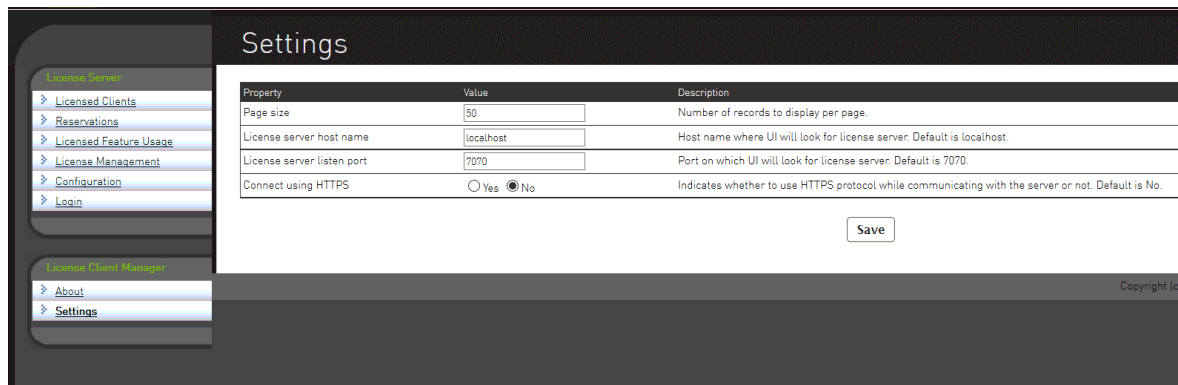 Settings
License Server
Licensed Clients
Reservations
Licensed Feature Usage
License Management
Configuration
Login
License Client Manager
About
Settings
Property Value Description
Page size 50 Number of records to display per page.
License server host name localhost Host name where UI will look for license server. Default is localhost.
License server listen port 7070 Port on which UI will look for license server. Default is 7070.
Connect using HTTPS Yes No Indicates whether to use HTTPS protocol while communicating with the server or not. Default is No.
Save
Copyright (c